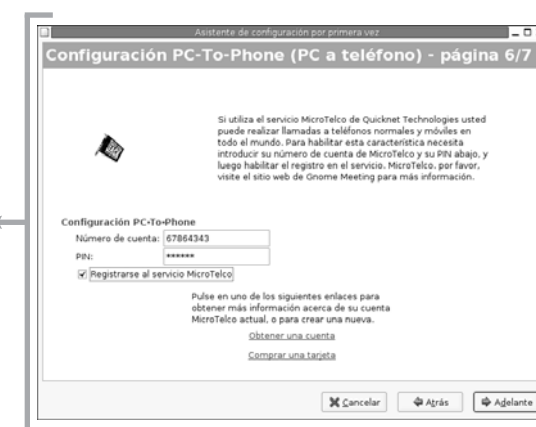 Asistente de configuración por primera vez
Configuración PC-To-Phone (PC a teléfono) - página 6/7
Si utiliza el servicio MicroTelco de Quicknet Technologies usted
puede realizar llamadas a teléfonos normales y móviles en
todo el mundo. Para habilitar esta característica necesita
introducir su número de cuenta de MicroTelco y su PIN abajo, y
luego habilitar el registro en el servicio. MicroTelco. por favor,
visite el sitio web de Gnome Meeting para más información.
Configuración PC-To-Phone
Número de cuenta: 67864343
PIN: ******
Registrarse al servicio MicroTelco
Pulse en uno de los siguientes enlaces para
obtener más información acerca de su cuenta
MicroTelco actual, o para crear una nueva.
Obtener una cuenta
Comprar una tarjeta
Cancelar Atrás Adelante